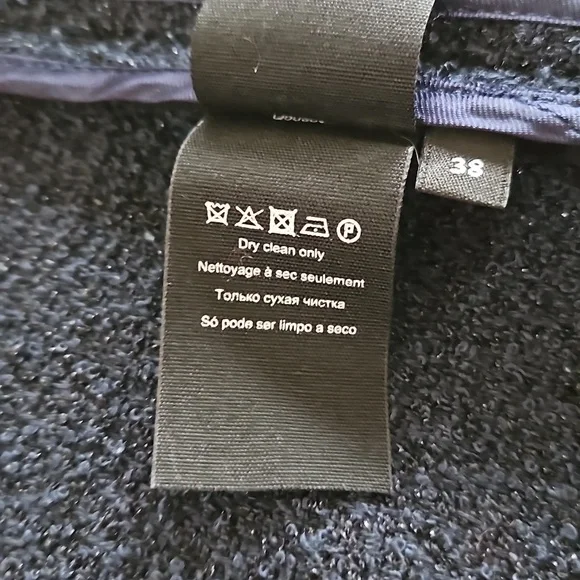 38
Dry clean only
Nettoyage à sec seulement
Только сухая чистка
Só pode ser limpo a seco